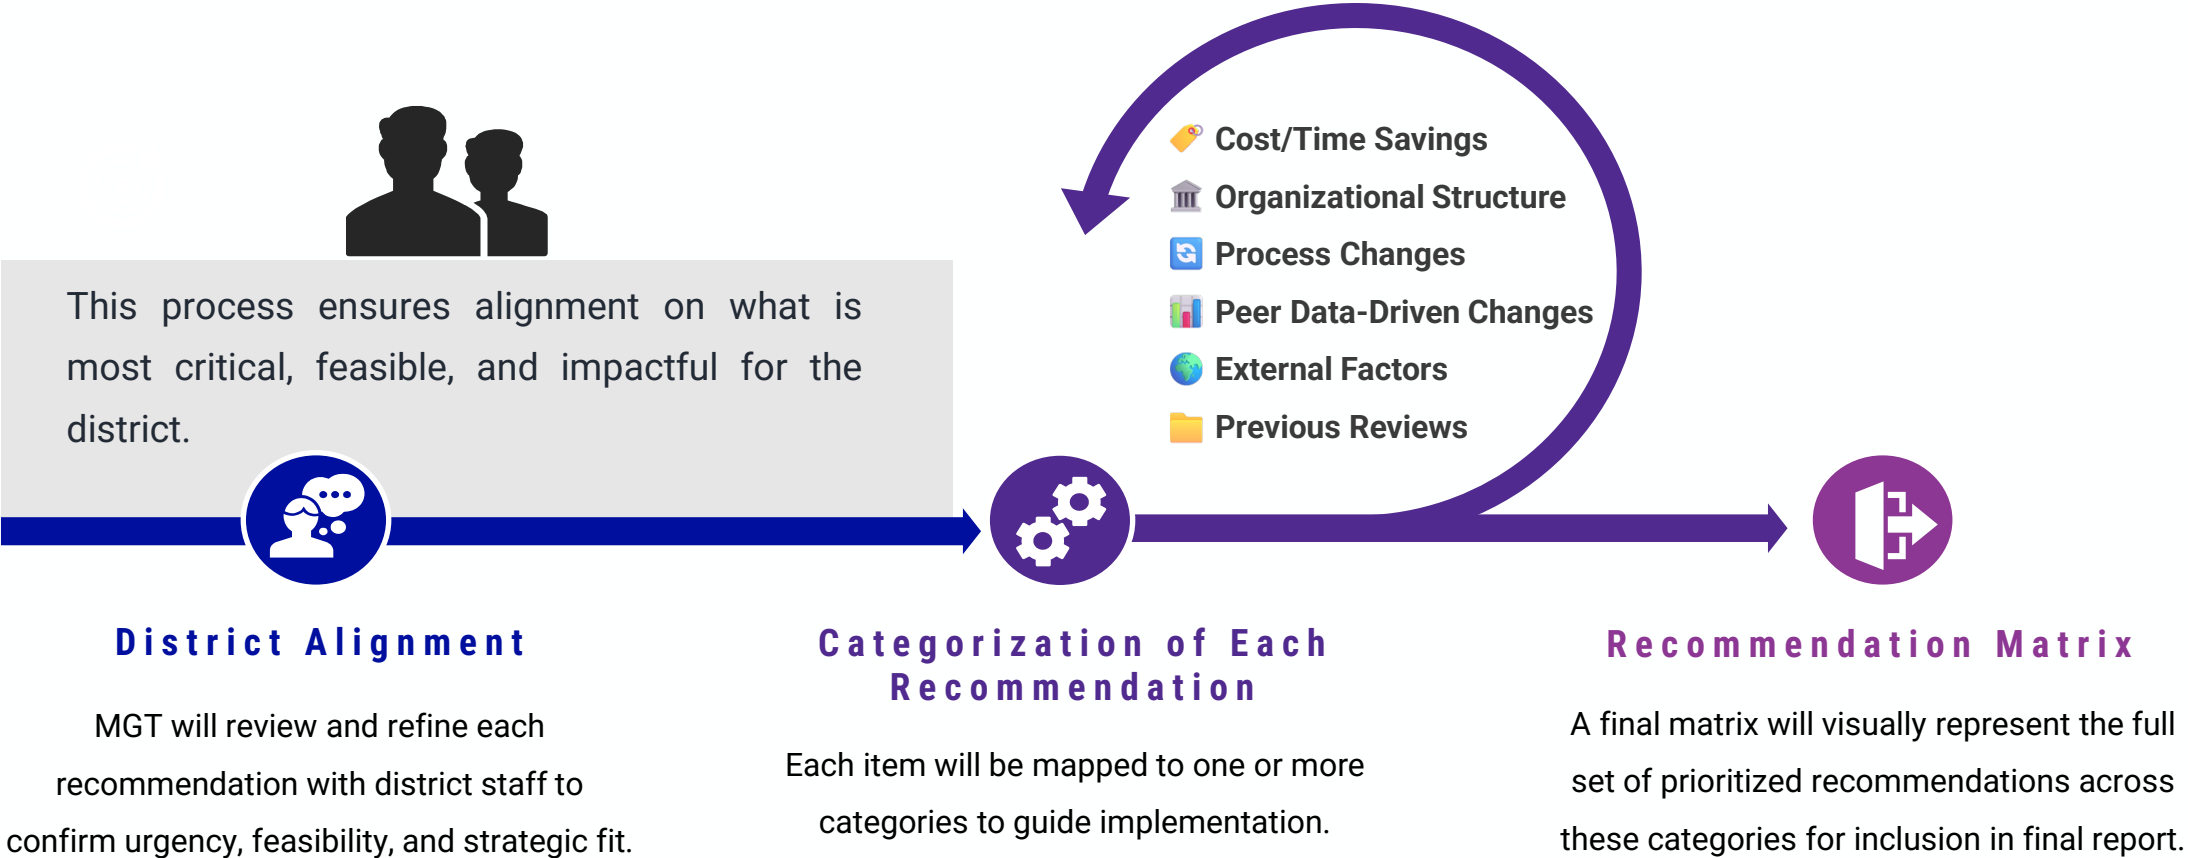 This process ensures alignment on what is
most critical, feasible, and impactful for the
district.
Cost/Time Savings
Organizational Structure
Process Changes
Peer Data-Driven Changes
External Factors
Previous Reviews
District Alignment
MGT will review and refine each
recommendation with district staff to
confirm urgency, feasibility, and strategic fit.
Categorization of Each
Recommendation
Each item will be mapped to one or more
categories to guide implementation.
Recommendation Matrix
A final matrix will visually represent the full
set of prioritized recommendations across
these categories for inclusion in final report.